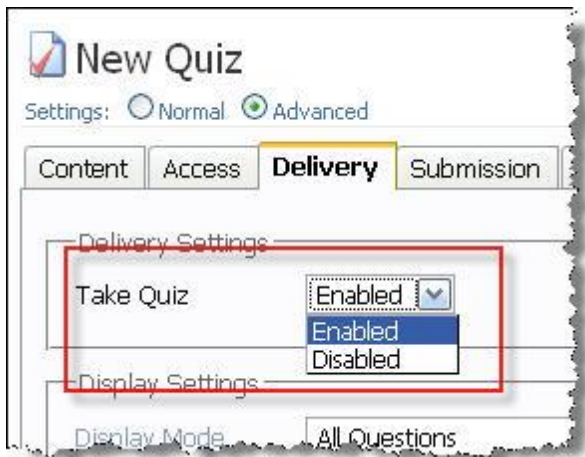 New Quiz
Settings: Normal Advanced
Content Access Delivery Submission
Delivery Settings
Take Quiz Enabled
Enabled
Disabled
Display Settings
Display Mode All Questions